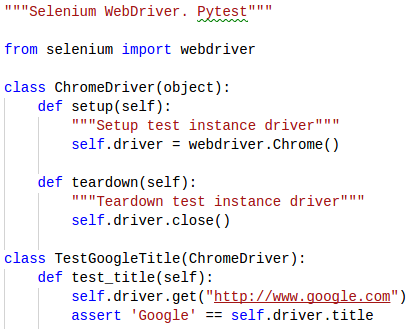 """Selenium WebDriver. Pytest"""
from selenium import webdriver
class ChromeDriver(object):
    def setup(self):
        """Setup test instance driver"""
        self.driver = webdriver.Chrome()
    def teardown(self):
        """Teardown test instance driver"""
        self.driver.close()
class TestGoogleTitle(ChromeDriver):
    def test_title(self):
        self.driver.get("http://www.google.com")
        assert 'Google' == self.driver.title